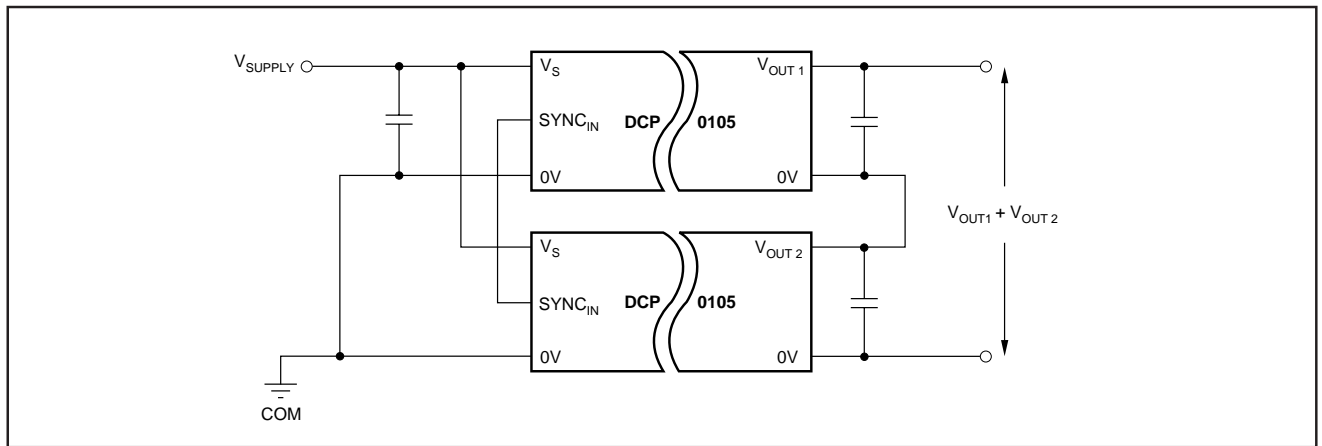 V_SUPPLY
V_S
V_OUT 1
SYNC_IN
DCP
0105
0V
0V
V_OUT1 + V_OUT 2
V_S
V_OUT 2
SYNC_IN
DCP
0105
0V
0V
COM